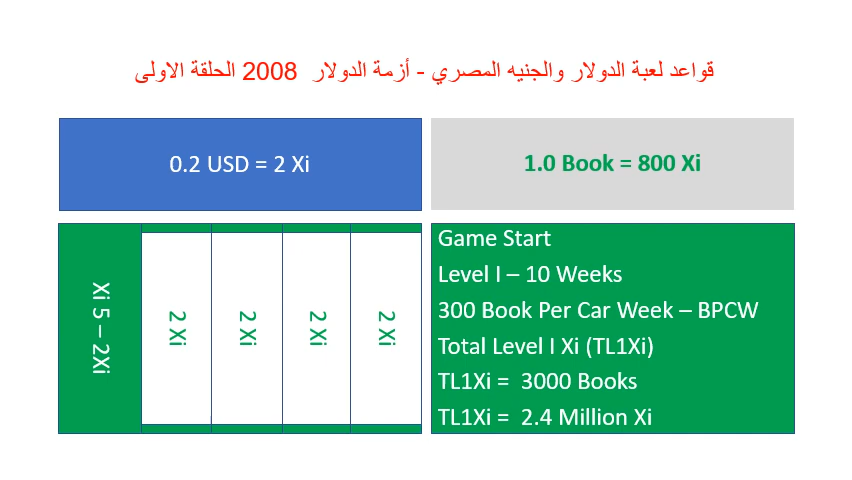 قواعد لعبة الدولار والجنيه المصري - أزمة الدولار 2008 الحلقة الاولى
0.2 USD = 2 Xi
1.0 Book = 800 Xi
Xi 5 – 2Xi
2 Xi
2 Xi
2 Xi
2 Xi
Game Start
Level I – 10 Weeks
300 Book Per Car Week – BPCW
Total Level I Xi (TL1Xi)
TL1Xi = 3000 Books
TL1Xi = 2.4 Million Xi